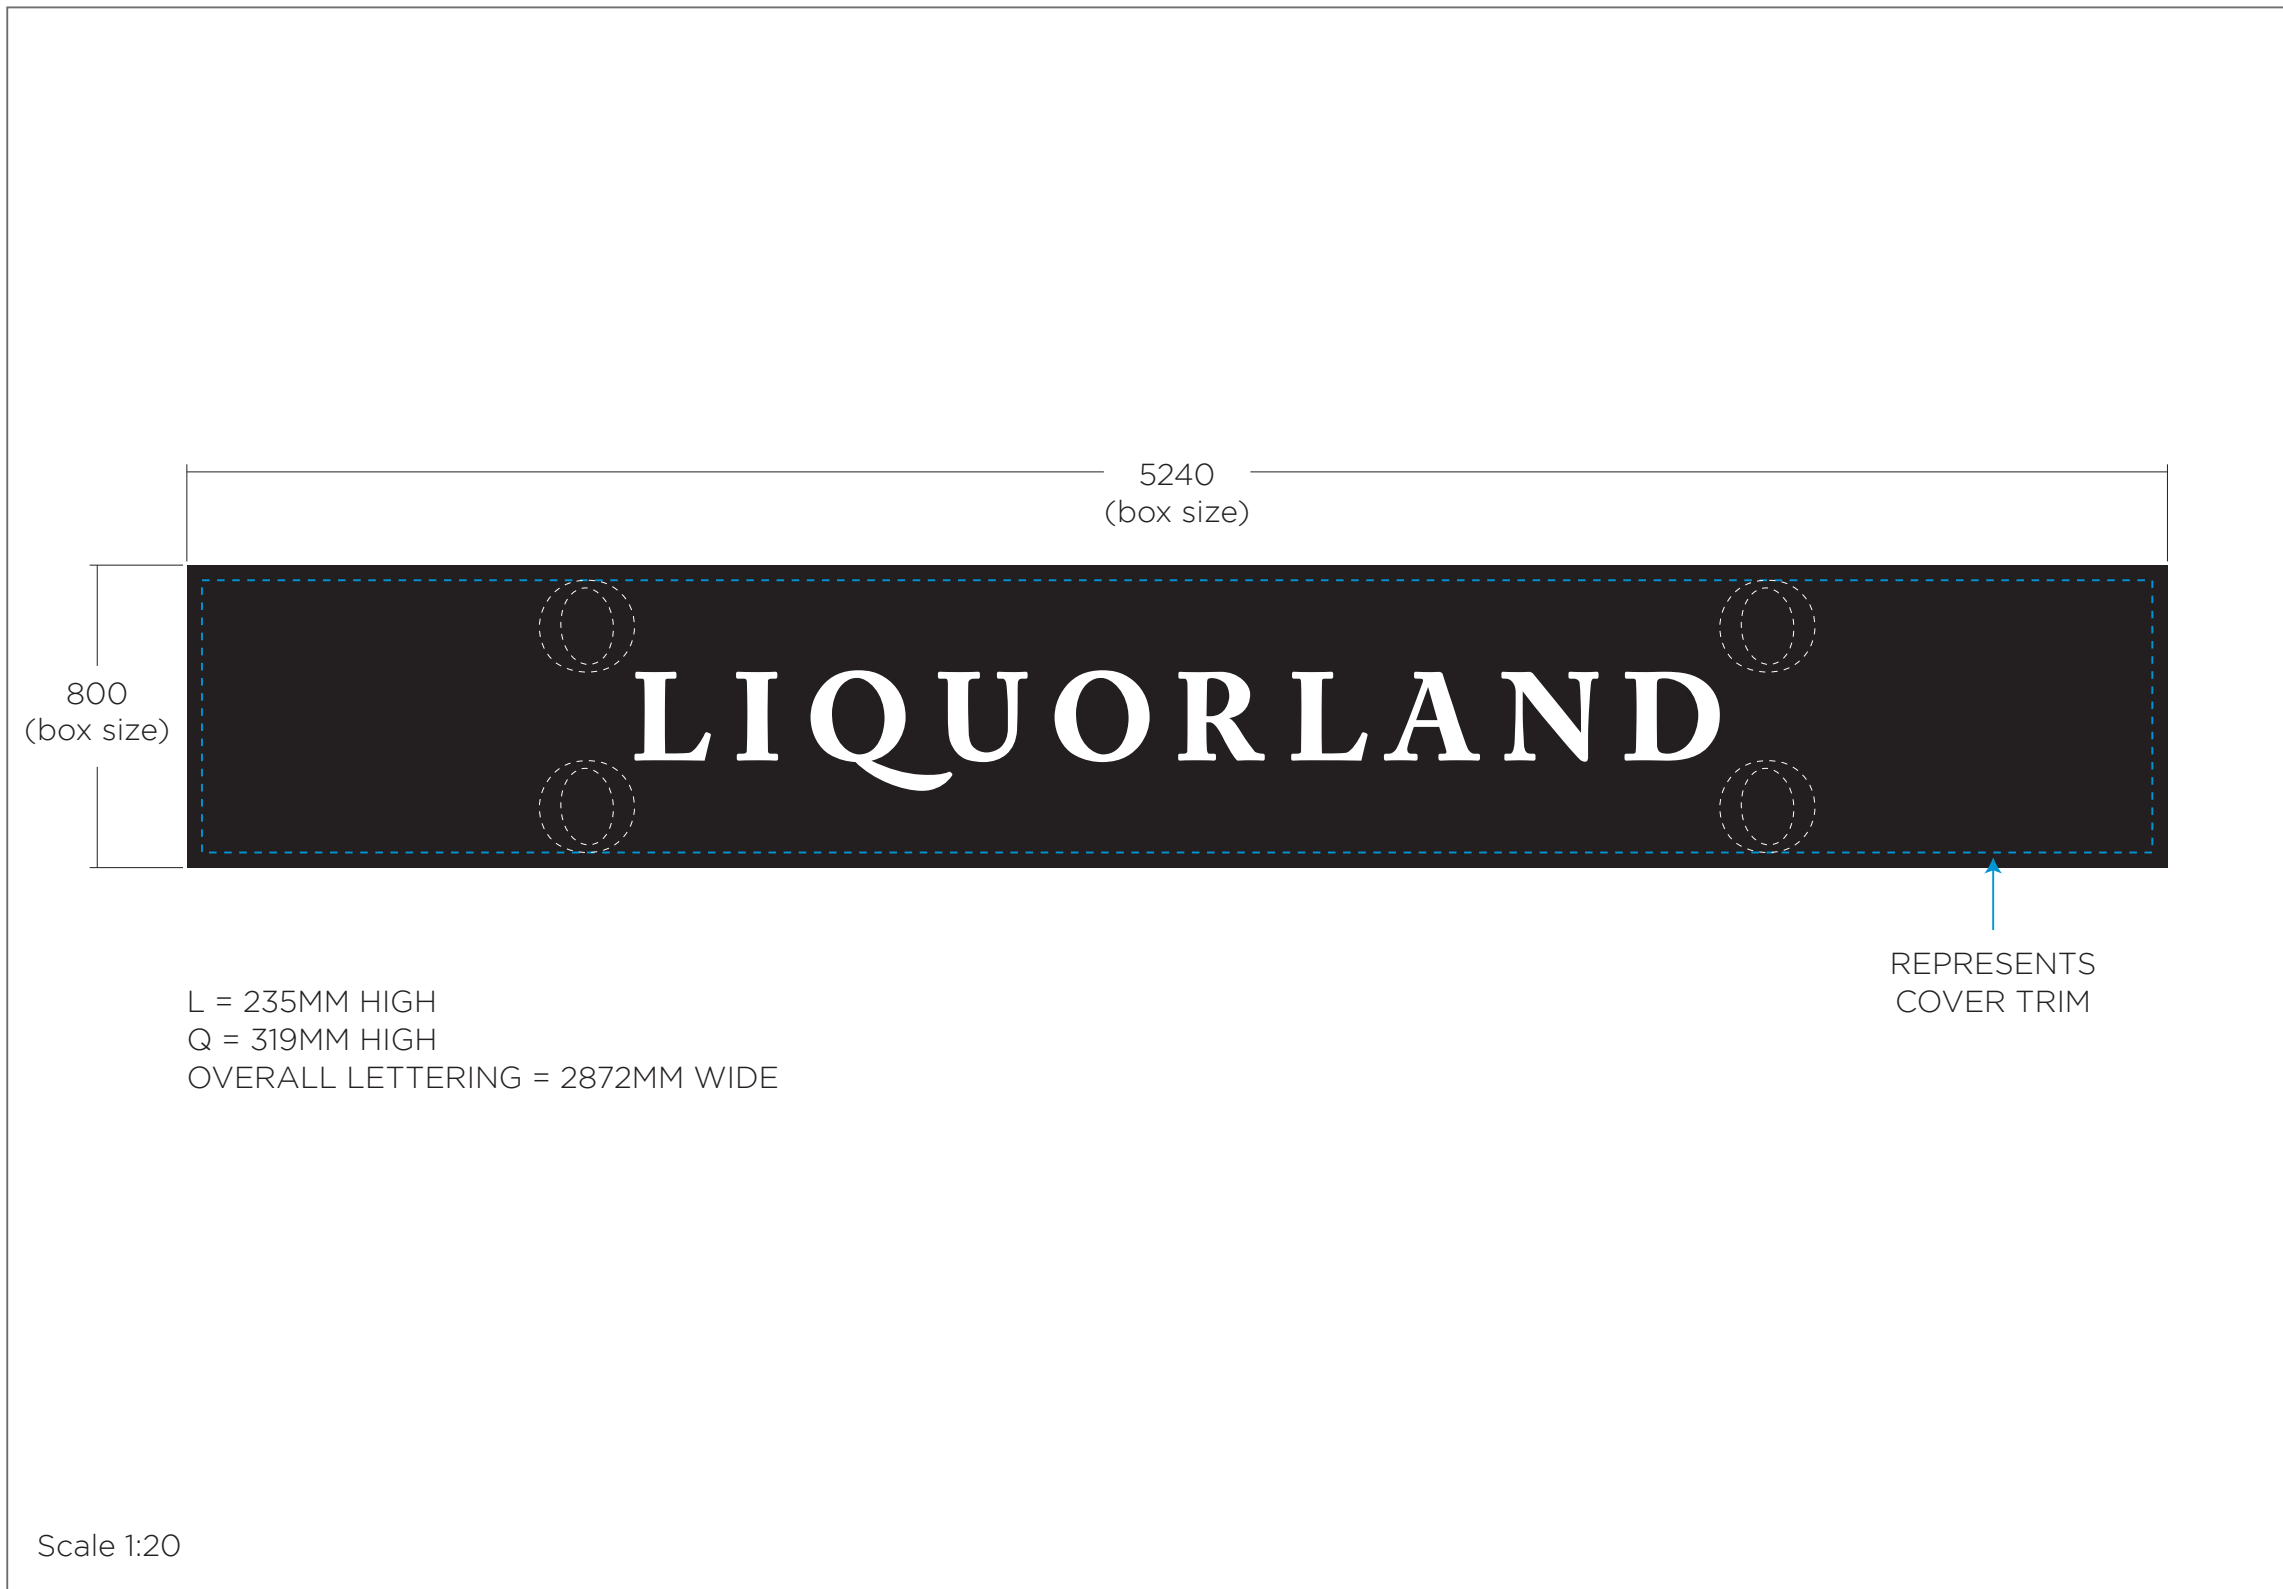 5240
(box size)
800
(box size)
LIQUORLAND
REPRESENTS
COVER TRIM
L = 235MM HIGH
Q = 319MM HIGH
OVERALL LETTERING = 2872MM WIDE
Scale 1:20